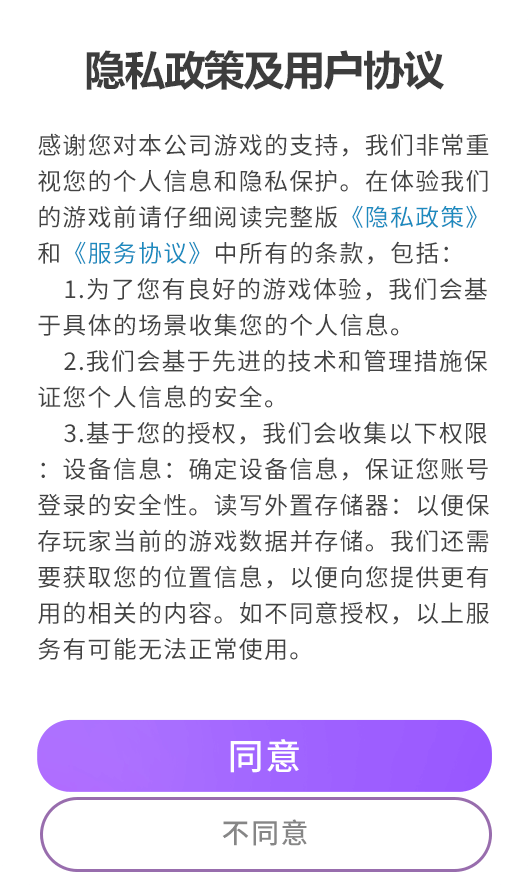 隐私政策及用户协议
感谢您对本公司游戏的支持，我们非常重
视您的个人信息和隐私保护。在体验我们
的游戏前请仔细阅读完整版《隐私政策》
和《服务协议》中所有的条款，包括：
1.为了您有良好的游戏体验，我们会基
于具体的场景收集您的个人信息。
2.我们会基于先进的技术和管理措施保
证您个人信息的安全。
3.基于您的授权，我们会收集以下权限
：设备信息：确定设备信息，保证您账号
登录的安全性。读写外置存储器：以便保
存玩家当前的游戏数据并存储。我们还需
要获取您的位置信息，以便向您提供更有
用的相关的内容。如不同意授权，以上服
务有可能无法正常使用。
同意
不同意